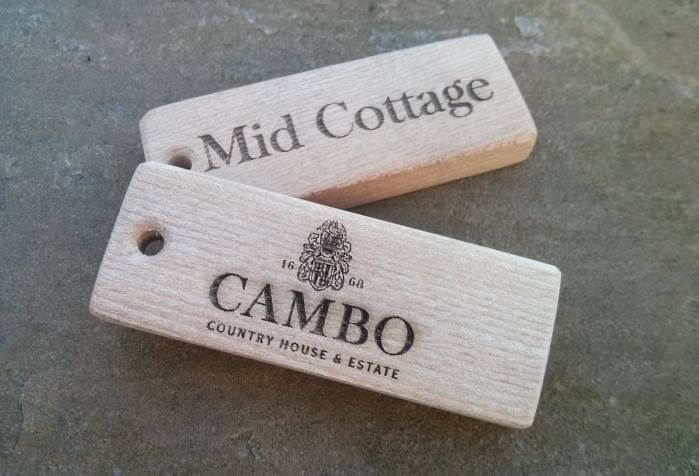 Mid Cottage
16 68
CAMBO
COUNTRY HOUSE & ESTATE